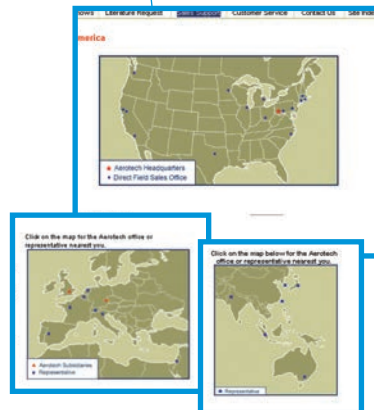 ows Literature Request Sales Support Customer Service Contact Us Site Inde
merica
Aerotech Headquarters
Direct Field Sales Office
Click on the map for the Aerotech office or
representative nearest you.
Aerotech Subsidiaries
Representative
Click on the map below for the Aerotech
office or representative nearest you.
Representative